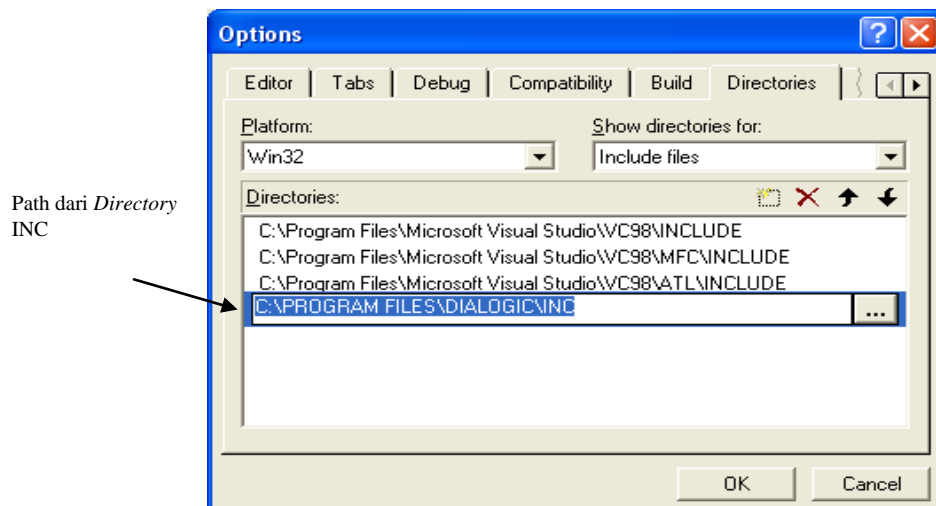 Options
Editor Tabs Debug Compatibility Build Directories
Platform: Show directories for:
Win32 Include files
Directories:
C:\Program Files\Microsoft Visual Studio\VC98\INCLUDE
C:\Program Files\Microsoft Visual Studio\VC98\MFC\INCLUDE
C:\Program Files\Microsoft Visual Studio\VC98\ATL\INCLUDE
C:\PROGRAM FILES\DIALOGIC\INC ...
OK Cancel
Path dari Directory
INC